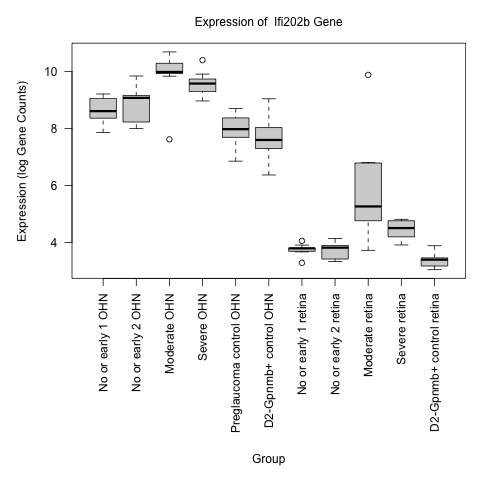 Expression of  Ifi202b Gene
Expression (log Gene Counts)
10
8
6
4
No or early 1 OHN
No or early 2 OHN
Moderate OHN
Severe OHN
Preglaucoma control OHN
D2-Gpnmb+ control OHN
No or early 1 retina
No or early 2 retina
Moderate retina
Severe retina
D2-Gpnmb+ control retina
Group